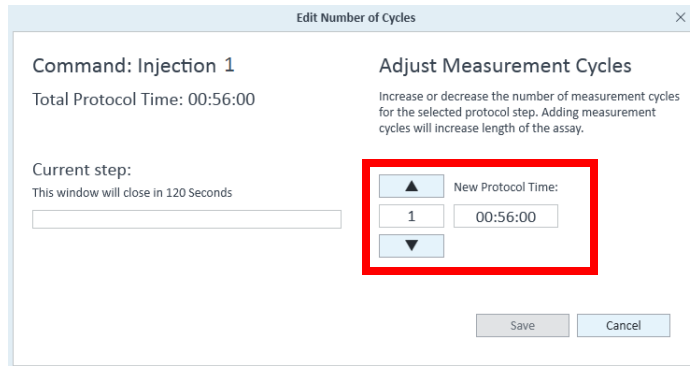 Edit Number of Cycles
Command: Injection 1
Total Protocol Time: 00:56:00
Current step:
This window will close in 120 Seconds
Adjust Measurement Cycles
Increase or decrease the number of measurement cycles
for the selected protocol step. Adding measurement
cycles will increase length of the assay.
New Protocol Time:
1 00:56:00
Save Cancel